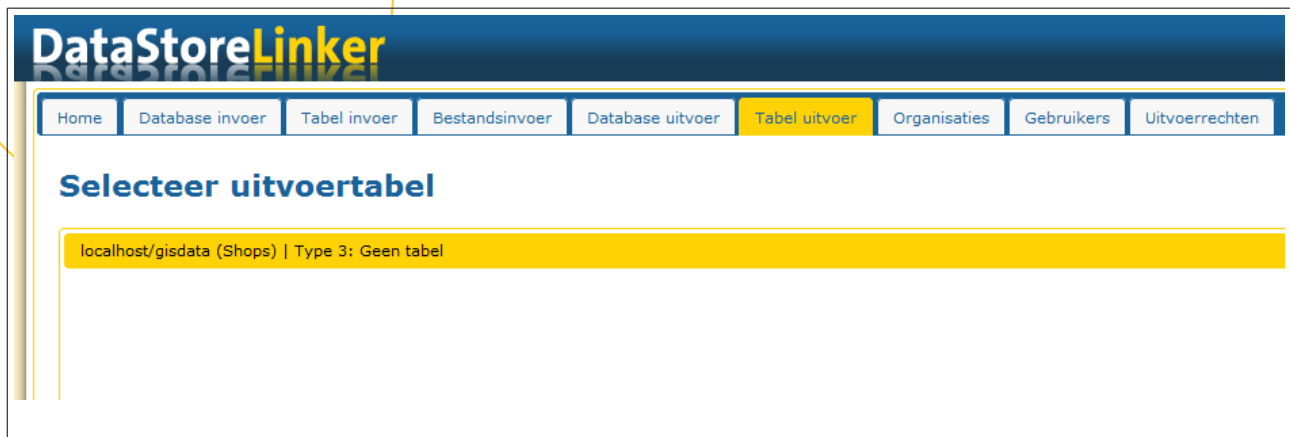 DataStoreLinker
Home Database invoer Tabel invoer Bestandsinvoer Database uitvoer Tabel uitvoer Organisaties Gebruikers Uitvoerrechten
Selecteer uitvoertabel
localhost/gisdata (Shops) | Type 3: Geen tabel